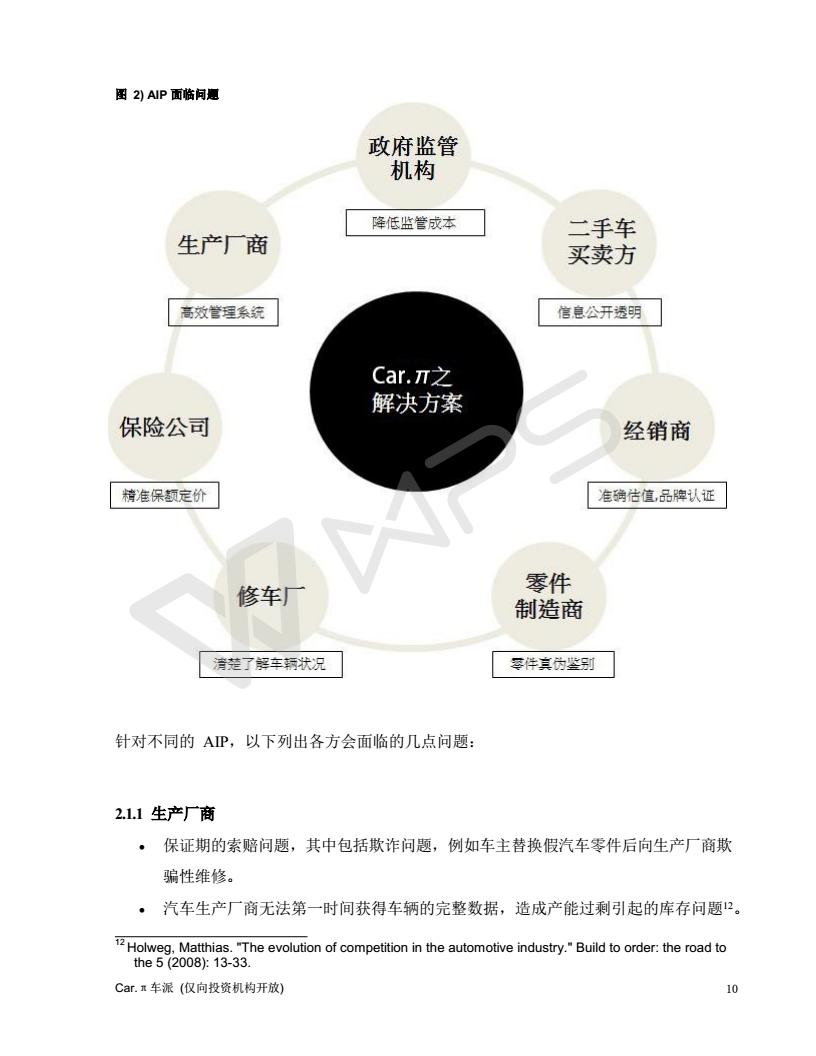 图 2) AIP 面临问题
政府监管
机构
降低监管成本
生产厂商
高效管理系统
二手车
买卖方
信息公开透明
Car.π之
解决方案
保险公司
精准保额定价
经销商
准确估值,品牌认证
修车厂
清楚了解车辆状况
零件
制造商
零件真伪鉴别
WAPS
针对不同的 AIP，以下列出各方会面临的几点问题：
2.1.1 生产厂商
• 保证期的索赔问题，其中包括欺诈问题，例如车主替换假汽车零件后向生产厂商欺
骗性维修。
• 汽车生产厂商无法第一时间获得车辆的完整数据，造成产能过剩引起的库存问题12。
12 Holweg, Matthias. "The evolution of competition in the automotive industry." Build to order: the road to
the 5 (2008): 13-33.
Car.π车派 (仅向投资机构开放)
10